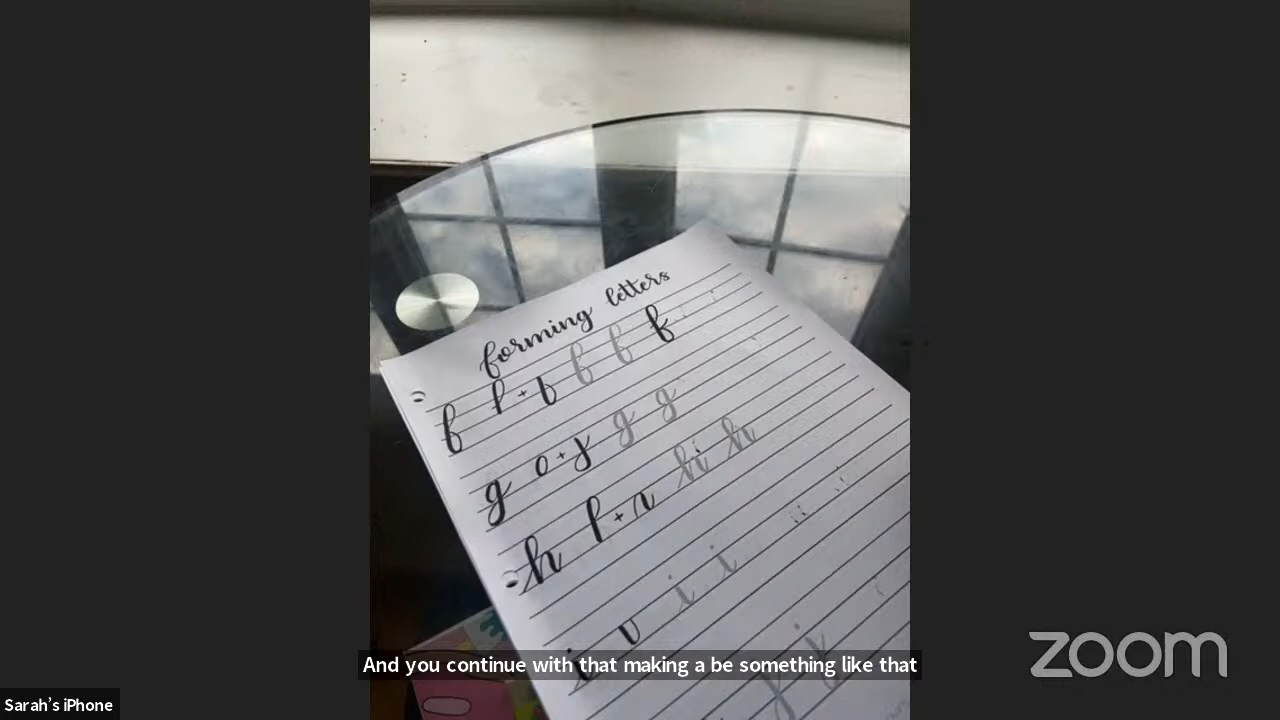 forming letters
f l + f f f f
g o + j g g
h l + n h h
i i i
And you continue with that making a be something like that
zoom
Sarah's iPhone